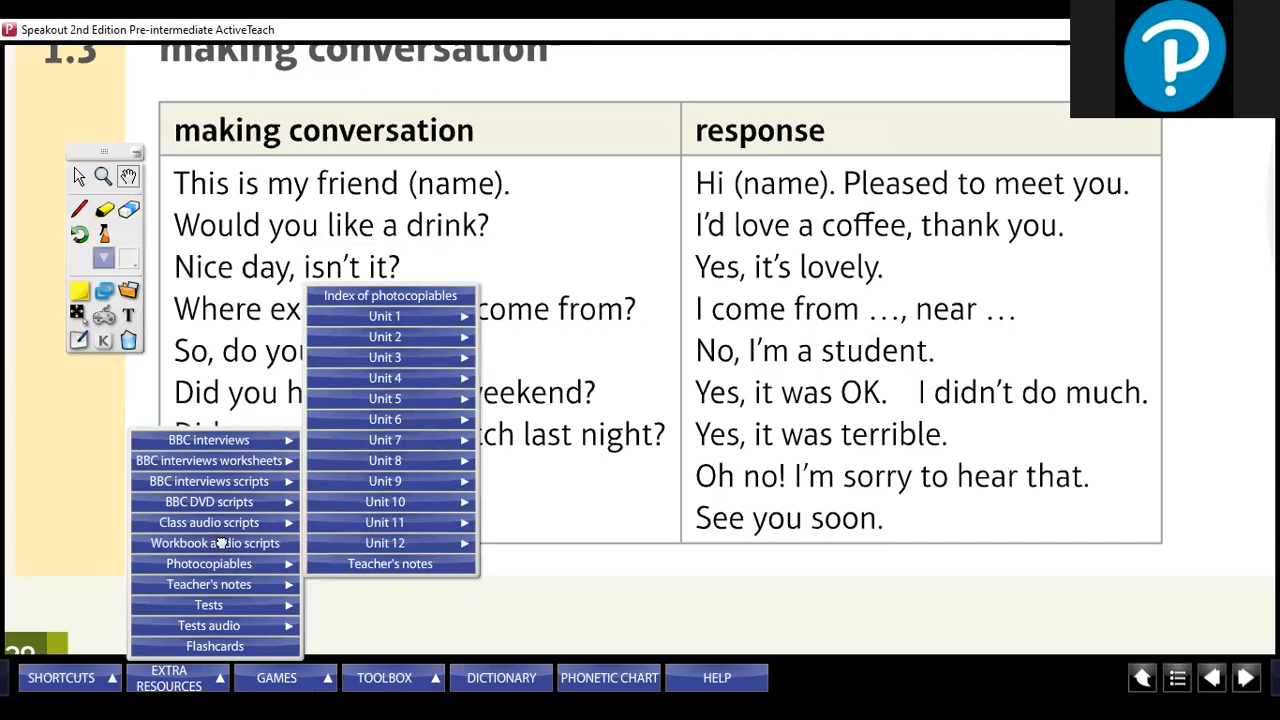 Speakout 2nd Edition Pre-intermediate ActiveTeach
1.3 making conversation
making conversation response
This is my friend (name). Hi (name). Pleased to meet you.
Would you like a drink? I'd love a coffee, thank you.
Nice day, isn't it? Yes, it's lovely.
Where ex come from? I come from …, near …
So, do you No, I'm a student.
Did you h weekend? Yes, it was OK. I didn't do much.
tch last night? Yes, it was terrible.
Oh no! I'm sorry to hear that.
See you soon.
Index of photocopiables
Unit 1
Unit 2
Unit 3
Unit 4
Unit 5
Unit 6
Unit 7
Unit 8
Unit 9
Unit 10
Unit 11
Unit 12
Teacher's notes
BBC interviews
BBC interviews worksheets
BBC interviews scripts
BBC DVD scripts
Class audio scripts
Workbook audio scripts
Photocopiables
Teacher's notes
Tests
Tests audio
Flashcards
T
K
SHORTCUTS
EXTRA RESOURCES
GAMES
TOOLBOX
DICTIONARY
PHONETIC CHART
HELP